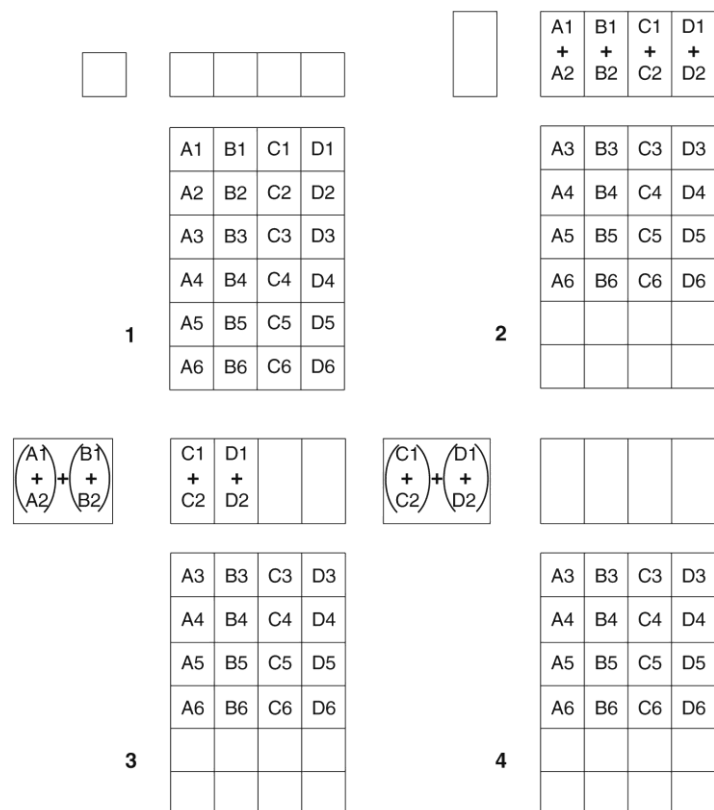 A1 B1 C1 D1
A2 B2 C2 D2
A3 B3 C3 D3
A4 B4 C4 D4
A5 B5 C5 D5
A6 B6 C6 D6
1
A1 B1 C1 D1
+ + + +
A2 B2 C2 D2
A3 B3 C3 D3
A4 B4 C4 D4
A5 B5 C5 D5
A6 B6 C6 D6
2
(A1 + A2) + (B1 + B2)
C1 D1
+ +
C2 D2
A3 B3 C3 D3
A4 B4 C4 D4
A5 B5 C5 D5
A6 B6 C6 D6
3
(C1 + C2) + (D1 + D2)
A3 B3 C3 D3
A4 B4 C4 D4
A5 B5 C5 D5
A6 B6 C6 D6
4